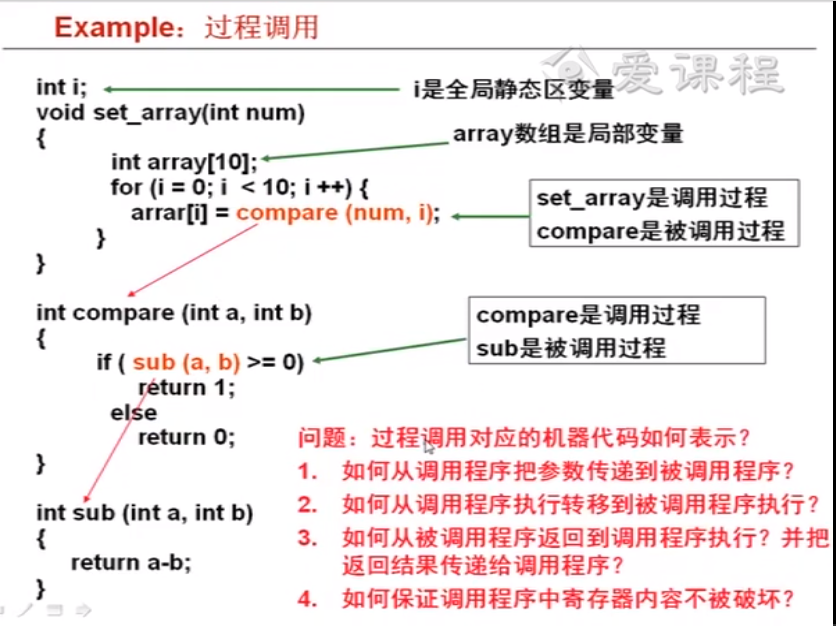 Example：过程调用
爱课程
int i;
i是全局静态区变量
void set_array(int num)
{
array数组是局部变量
int array[10];
for (i = 0; i < 10; i ++) {
arrar[i] = compare (num, i);
set_array是调用过程
compare是被调用过程
}
}
int compare (int a, int b)
{
compare是调用过程
sub是被调用过程
if ( sub (a, b) >= 0)
return 1;
else
return 0;
}
int sub (int a, int b)
{
return a-b;
}
问题：过程调用对应的机器代码如何表示？
1. 如何从调用程序把参数传递到被调用程序？
2. 如何从调用程序执行转移到被调用程序执行？
3. 如何从被调用程序返回到调用程序执行？并把
返回结果传递给调用程序？
4. 如何保证调用程序中寄存器内容不被破坏？